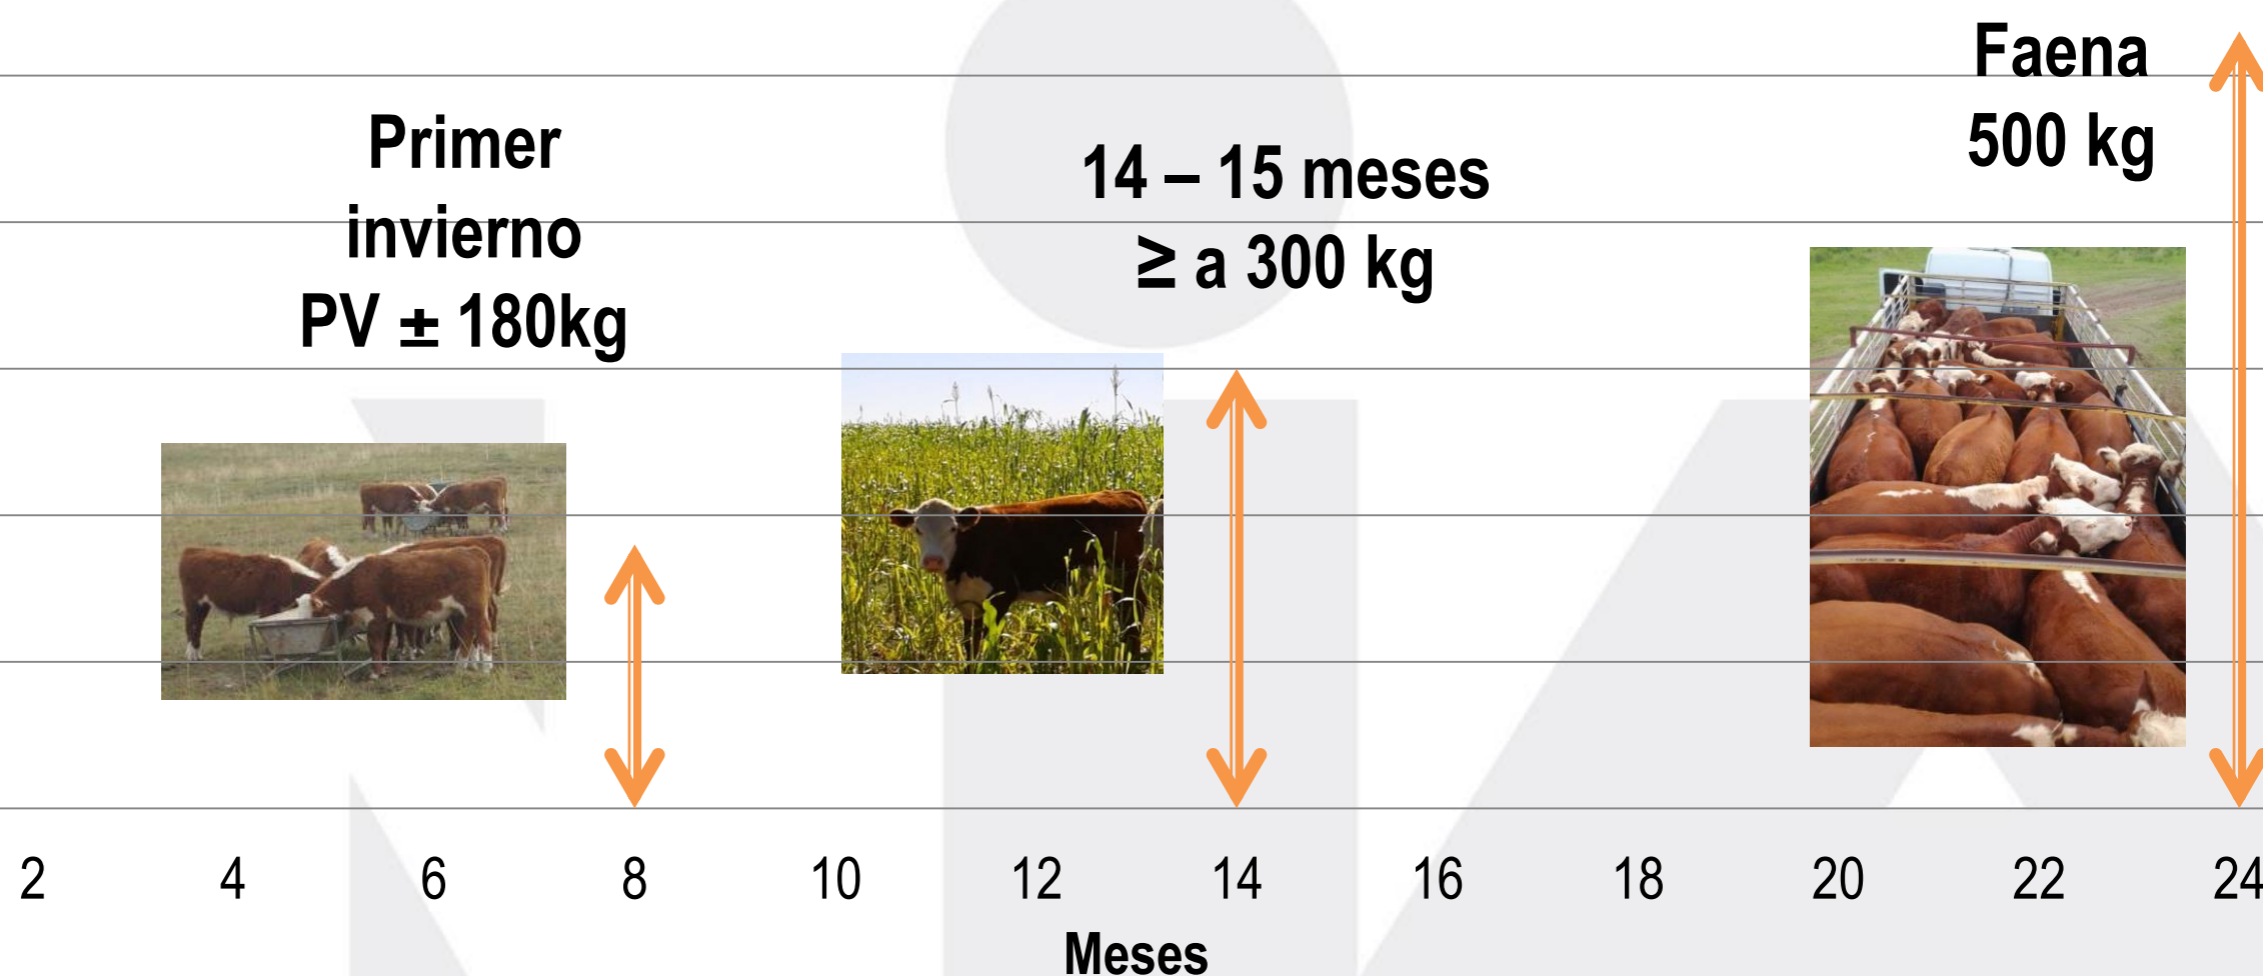 Primer
invierno
PV ± 180kg
14 – 15 meses
≥ a 300 kg
Faena
500 kg
2 4 6 8 10 12 14 16 18 20 22 24
Meses